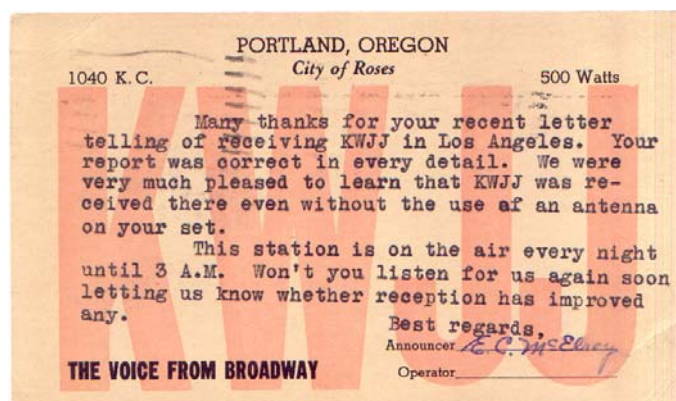 PORTLAND, OREGON
City of Roses
1040 K. C.
500 Watts
KWJJ
Many thanks for your recent letter
telling of receiving KWJJ in Los Angeles. Your
report was correct in every detail. We were
very much pleased to learn that KWJJ was re-
ceived there even without the use af an antenna
on your set.
This station is on the air every night
until 3 A.M. Won't you listen for us again soon
letting us know whether reception has improved
any.
Best regards,
Announcer E. C. McElroy
THE VOICE FROM BROADWAY
Operator